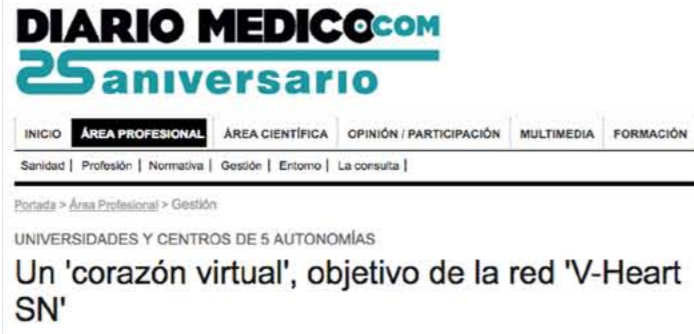 DIARIO MEDICO.COM
25 aniversario
INICIO ÁREA PROFESIONAL ÁREA CIENTÍFICA OPINIÓN / PARTICIPACIÓN MULTIMEDIA FORMACIÓN
Sanidad | Profesión | Normativa | Gestión | Entorno | La consulta |
Portada > Área Profesional > Gestión
UNIVERSIDADES Y CENTROS DE 5 AUTONOMÍAS
Un 'corazón virtual', objetivo de la red 'V-Heart
SN'